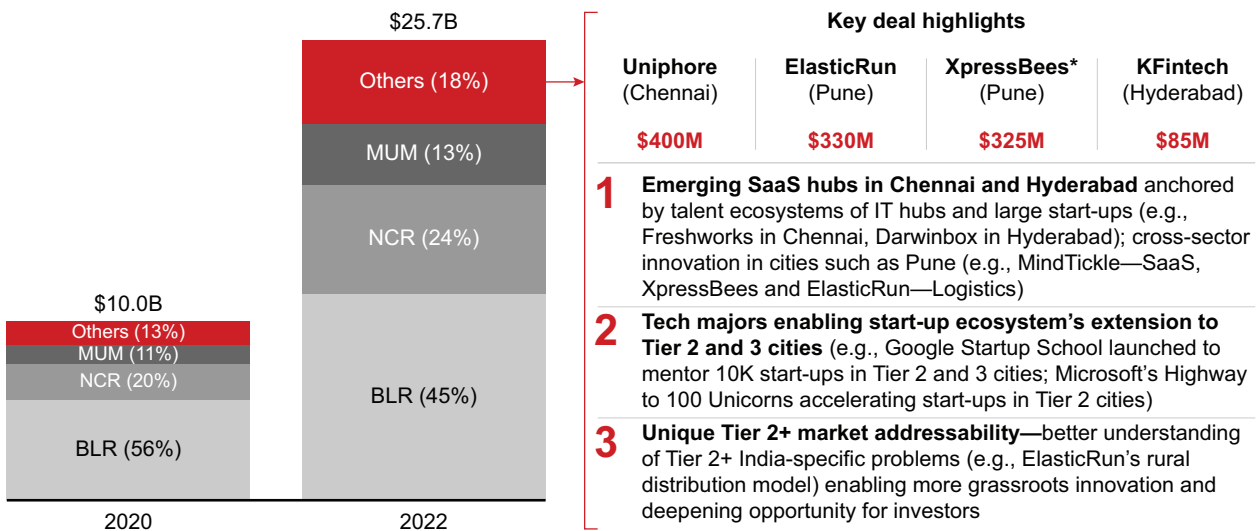 $10.0B
Others (13%)
MUM (11%)
NCR (20%)
BLR (56%)
2020
$25.7B
Others (18%)
MUM (13%)
NCR (24%)
BLR (45%)
2022
Key deal highlights
Uniphore
(Chennai)
$400M
ElasticRun
(Pune)
$330M
XpressBees*
(Pune)
$325M
KFintech
(Hyderabad)
$85M
1
Emerging SaaS hubs in Chennai and Hyderabad anchored
by talent ecosystems of IT hubs and large start-ups (e.g.,
Freshworks in Chennai, Darwinbox in Hyderabad); cross-sector
innovation in cities such as Pune (e.g., MindTickle—SaaS,
XpressBees and ElasticRun—Logistics)
2
Tech majors enabling start-up ecosystem's extension to
Tier 2 and 3 cities (e.g., Google Startup School launched to
mentor 10K start-ups in Tier 2 and 3 cities; Microsoft's Highway
to 100 Unicorns accelerating start-ups in Tier 2 cities)
3
Unique Tier 2+ market addressability—better understanding
of Tier 2+ India-specific problems (e.g., ElasticRun's rural
distribution model) enabling more grassroots innovation and
deepening opportunity for investors